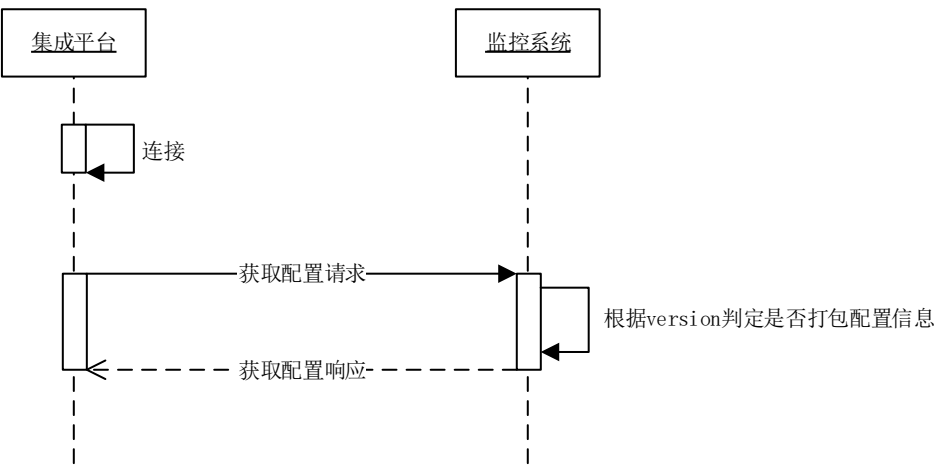 集成平台
监控系统
连接
获取配置请求
根据version判定是否打包配置信息
获取配置响应